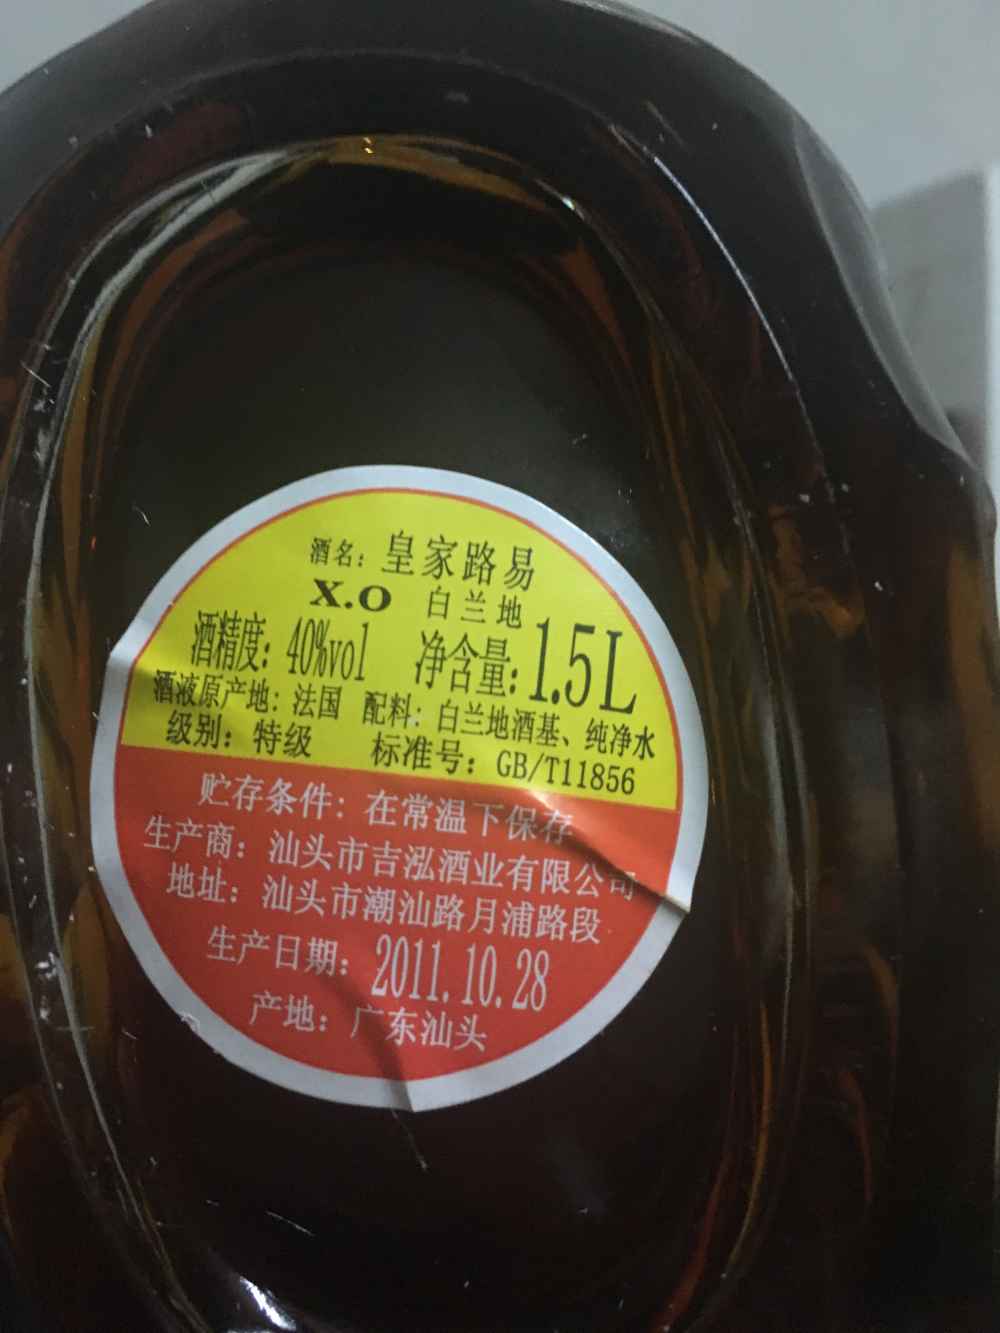 酒名：皇家路易
X.O 白兰地
酒精度：40%vol 净含量：1.5L
酒液原产地：法国 配料：白兰地酒基、纯净水
级别：特级 标准号：GB/T11856
贮存条件：在常温下保存
生产商：汕头市吉泓酒业有限公司
地址：汕头市潮汕路月浦路段
生产日期：2011.10.28
产地：广东汕头